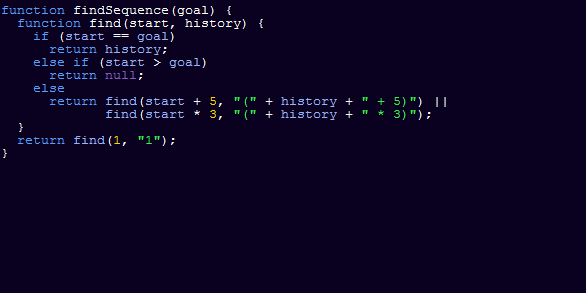 function findSequence(goal) {
  function find(start, history) {
    if (start == goal)
      return history;
    else if (start > goal)
      return null;
    else
      return find(start + 5, "(" + history + " + 5)") ||
             find(start * 3, "(" + history + " * 3)");
  }
  return find(1, "1");
}